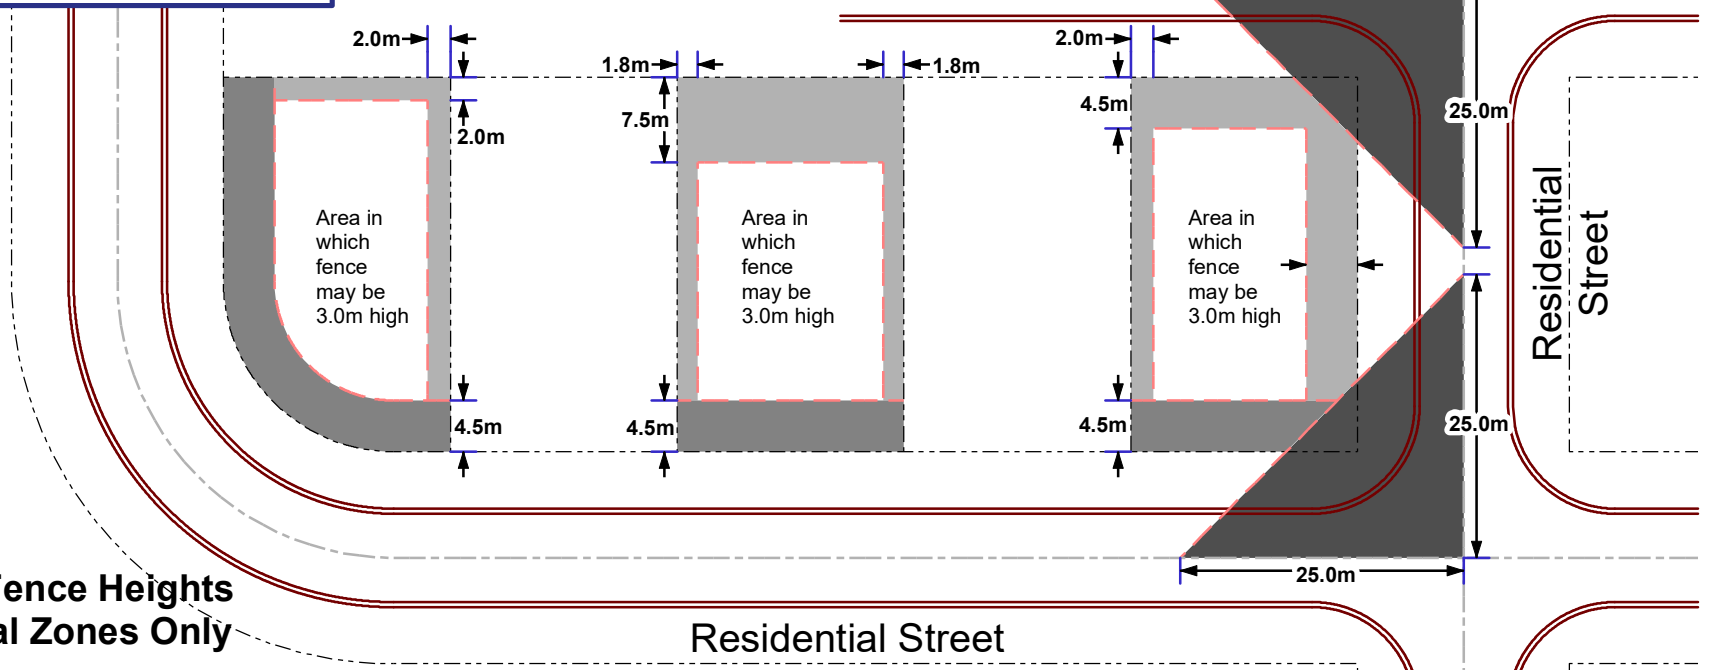 2.0m
2.0m
1.8m
1.8m
2.0m
2.0m
7.5m
4.5m
25.0m
Area in
which
fence
may be
3.0m high
Area in
which
fence
may be
3.0m high
Area in
which
fence
may be
3.0m high
Residential
Street
4.5m
4.5m
4.5m
25.0m
25.0m
ence Heights
al Zones Only
Residential Street